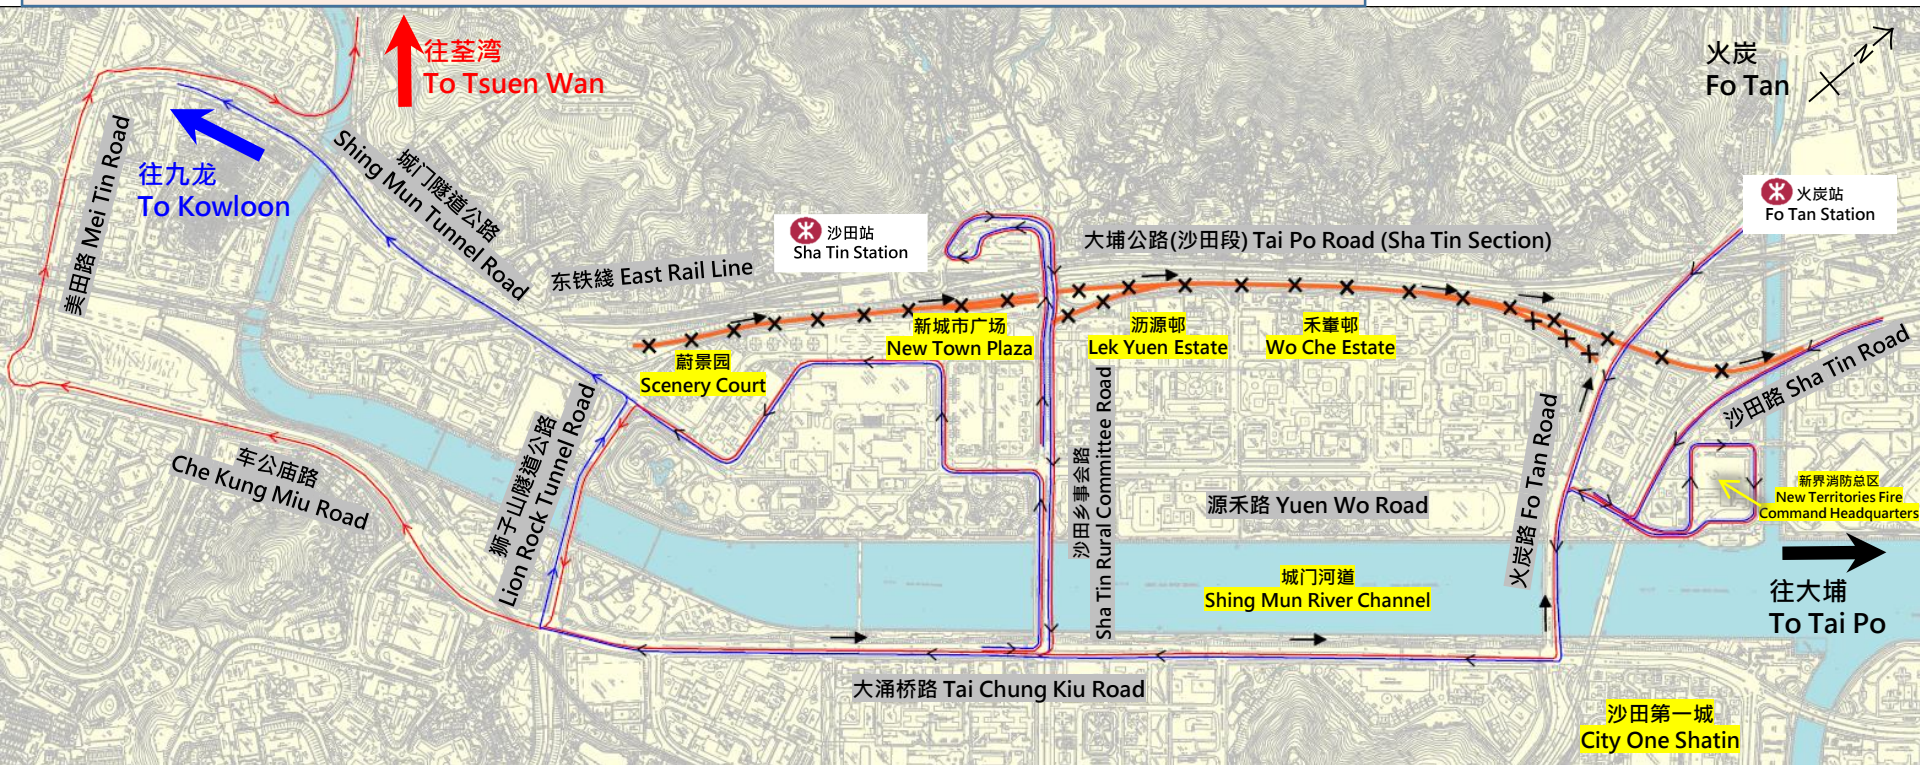 往荃湾
To Tsuen Wan
火炭
Fo Tan
N
往九龙
To Kowloon
美田路 Mei Tin Road
城门隧道公路
Shing Mun Tunnel Road
沙田站
Sha Tin Station
火炭站
Fo Tan Station
东铁綫 East Rail Line
大埔公路(沙田段) Tai Po Road (Sha Tin Section)
新城市广场
New Town Plaza
沥源邨
Lek Yuen Estate
禾輋邨
Wo Che Estate
蔚景园
Scenery Court
沙田路 Sha Tin Road
车公庙路
Che Kung Miu Road
狮子山隧道公路
Lion Rock Tunnel Road
沙田乡事会路
Sha Tin Rural Committee Road
源禾路 Yuen Wo Road
火炭路 Fo Tan Road
新界消防总区
New Territories Fire
Command Headquarters
城门河道
Shing Mun River Channel
往大埔
To Tai Po
大涌桥路 Tai Chung Kiu Road
沙田第一城
City One Shatin